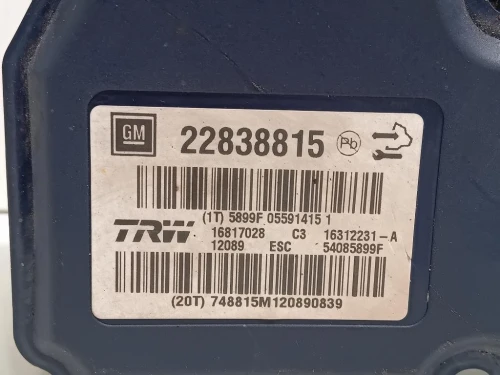 GM 22838815 Pb
(1T) 5899F 05591415 1
TRW 16817028 C3 16312231-A
12089 ESC 54085899F
(20T) 748815M120890839